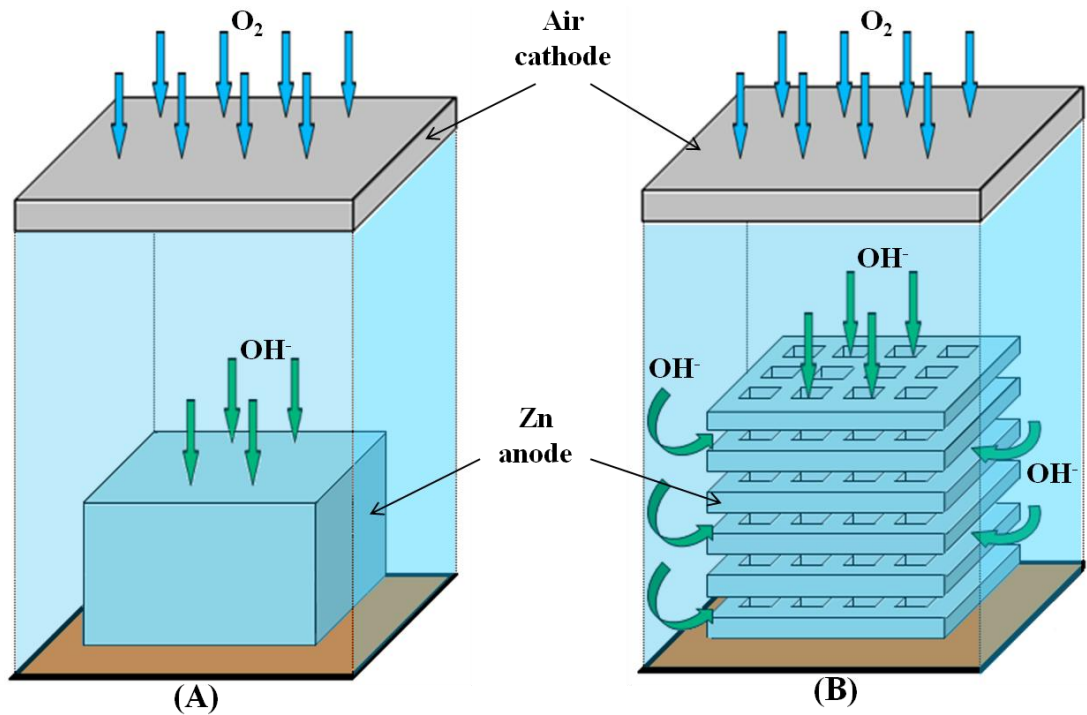 O₂
Air
cathode
O₂
OH⁻
OH⁻
OH⁻
Zn
anode
OH⁻
(A)
(B)